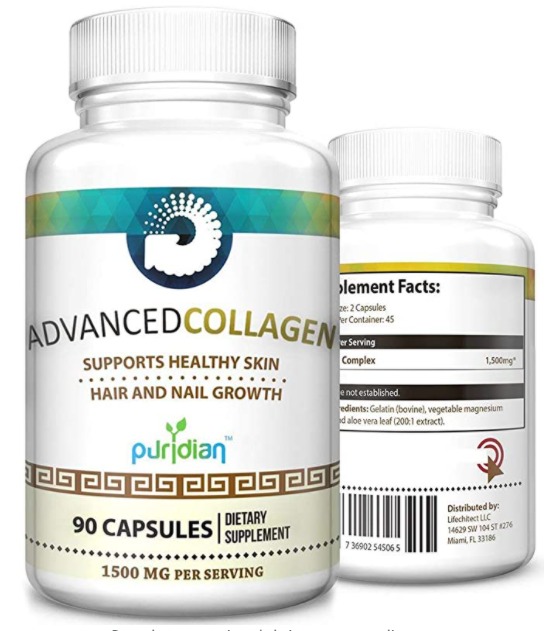 ADVANCEDCOLLAGEN
SUPPORTS HEALTHY SKIN
HAIR AND NAIL GROWTH
puridian™
90 CAPSULES
DIETARY
SUPPLEMENT
1500 MG PER SERVING
plement Facts:
ze: 2 Capsules
Per Container: 45
er Serving
Complex 1,500mg^
e not established.
redients: Gelatin (bovine), vegetable magnesium
nd aloe vera leaf (200:1 extract).
Distributed by:
Lifechitect LLC
14629 SW 104 ST #276
Miami, FL 33186
7 36902 54506 5